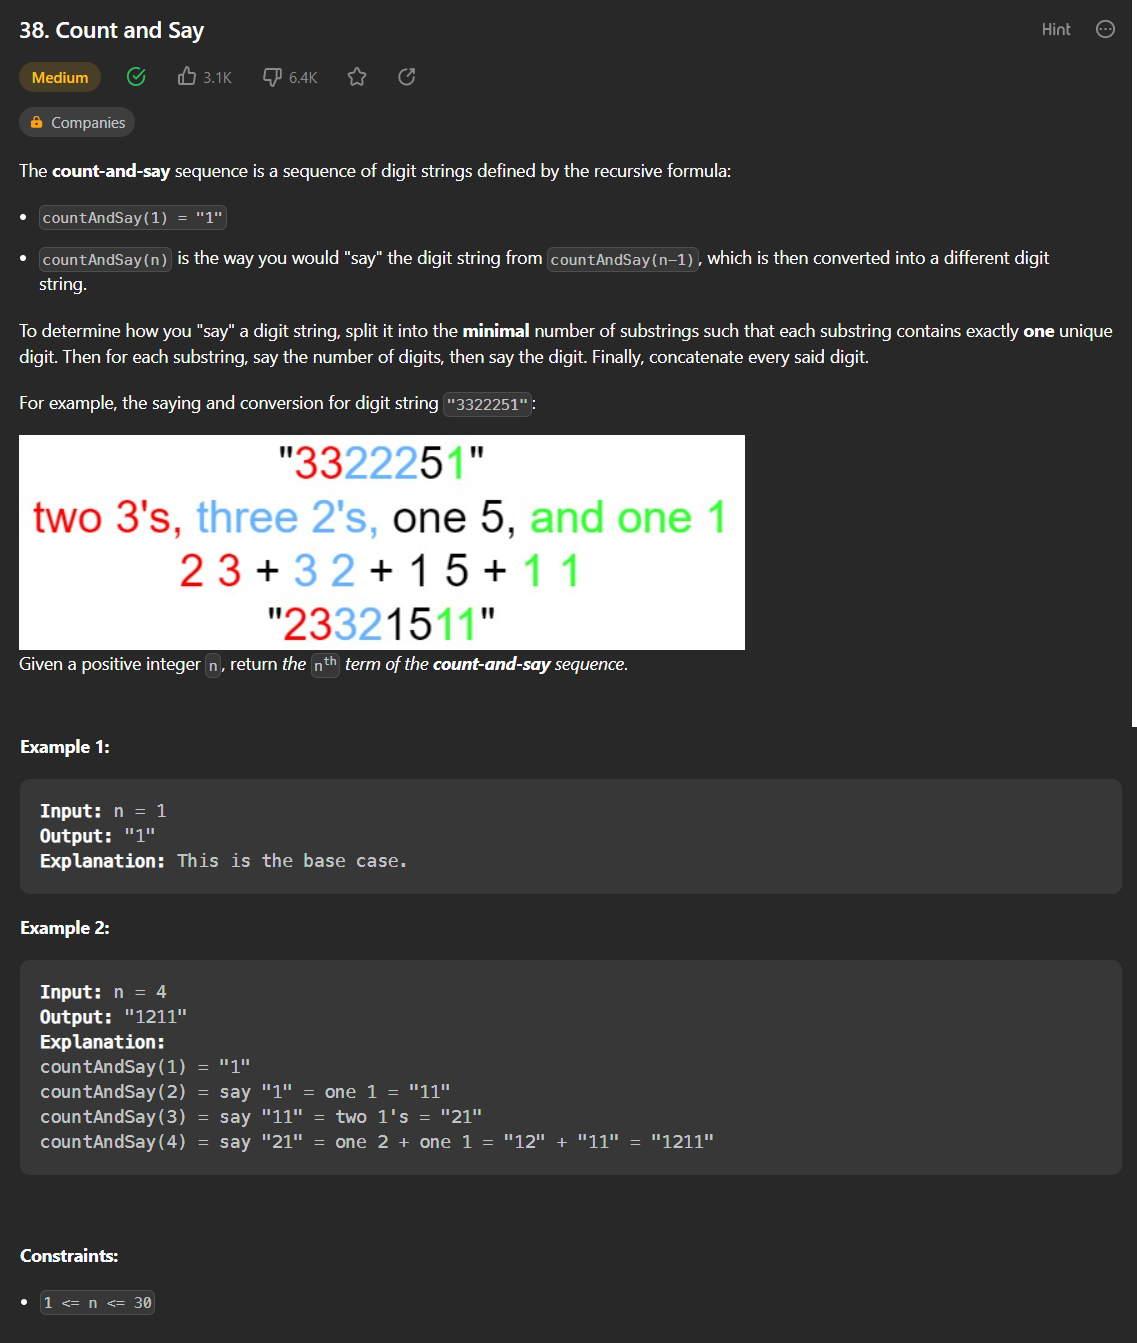 38. Count and Say
Hint
Medium
3.1K
6.4K
Companies
The count-and-say sequence is a sequence of digit strings defined by the recursive formula:
• countAndSay(1) = "1"
• countAndSay(n) is the way you would "say" the digit string from countAndSay(n-1), which is then converted into a different digit
string.
To determine how you "say" a digit string, split it into the minimal number of substrings such that each substring contains exactly one unique
digit. Then for each substring, say the number of digits, then say the digit. Finally, concatenate every said digit.
For example, the saying and conversion for digit string "3322251":
"3322251"
two 3's, three 2's, one 5, and one 1
2 3 + 3 2 + 1 5 + 1 1
"23321511"
Given a positive integer n, return the nth term of the count-and-say sequence.
Example 1:
Input: n = 1
Output: "1"
Explanation: This is the base case.
Example 2:
Input: n = 4
Output: "1211"
Explanation:
countAndSay(1) = "1"
countAndSay(2) = say "1" = one 1 = "11"
countAndSay(3) = say "11" = two 1's = "21"
countAndSay(4) = say "21" = one 2 + one 1 = "12" + "11" = "1211"
Constraints:
• 1 <= n <= 30